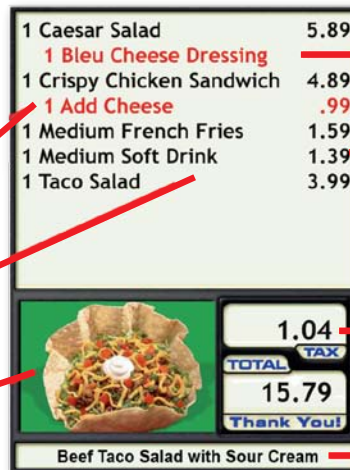 1 Caesar Salad 5.89
1 Bleu Cheese Dressing
1 Crispy Chicken Sandwich 4.89
1 Add Cheese .99
1 Medium French Fries 1.59
1 Medium Soft Drink 1.39
1 Taco Salad 3.99
1.04
TAX
TOTAL
15.79
Thank You!
Beef Taco Salad with Sour Cream